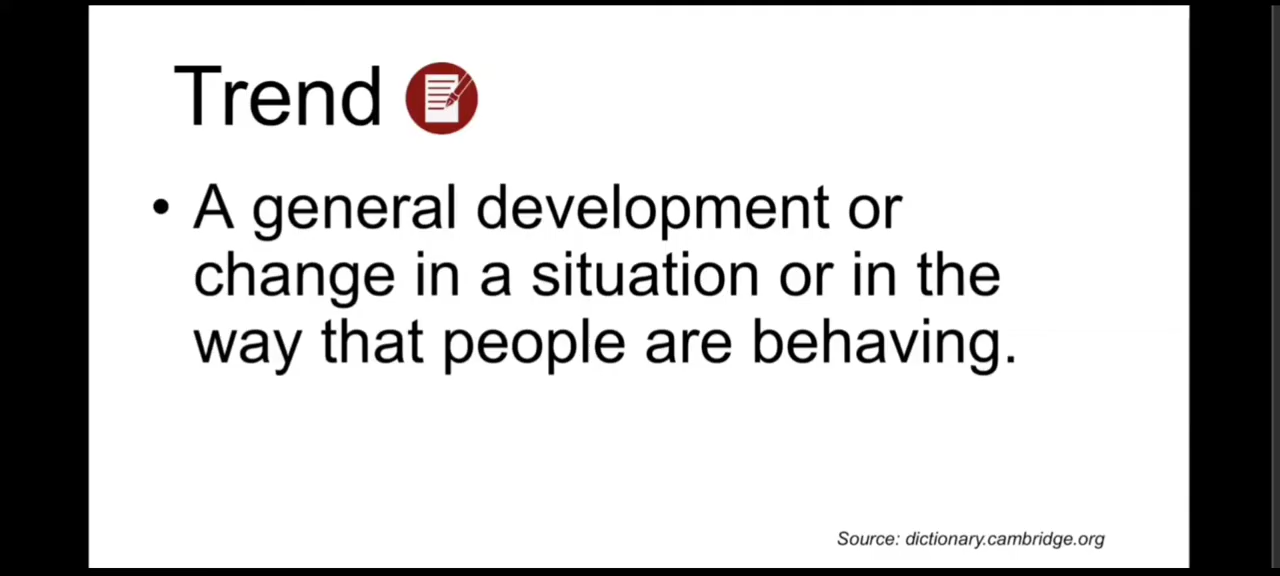 Trend
• A general development or
change in a situation or in the
way that people are behaving.
Source: dictionary.cambridge.org